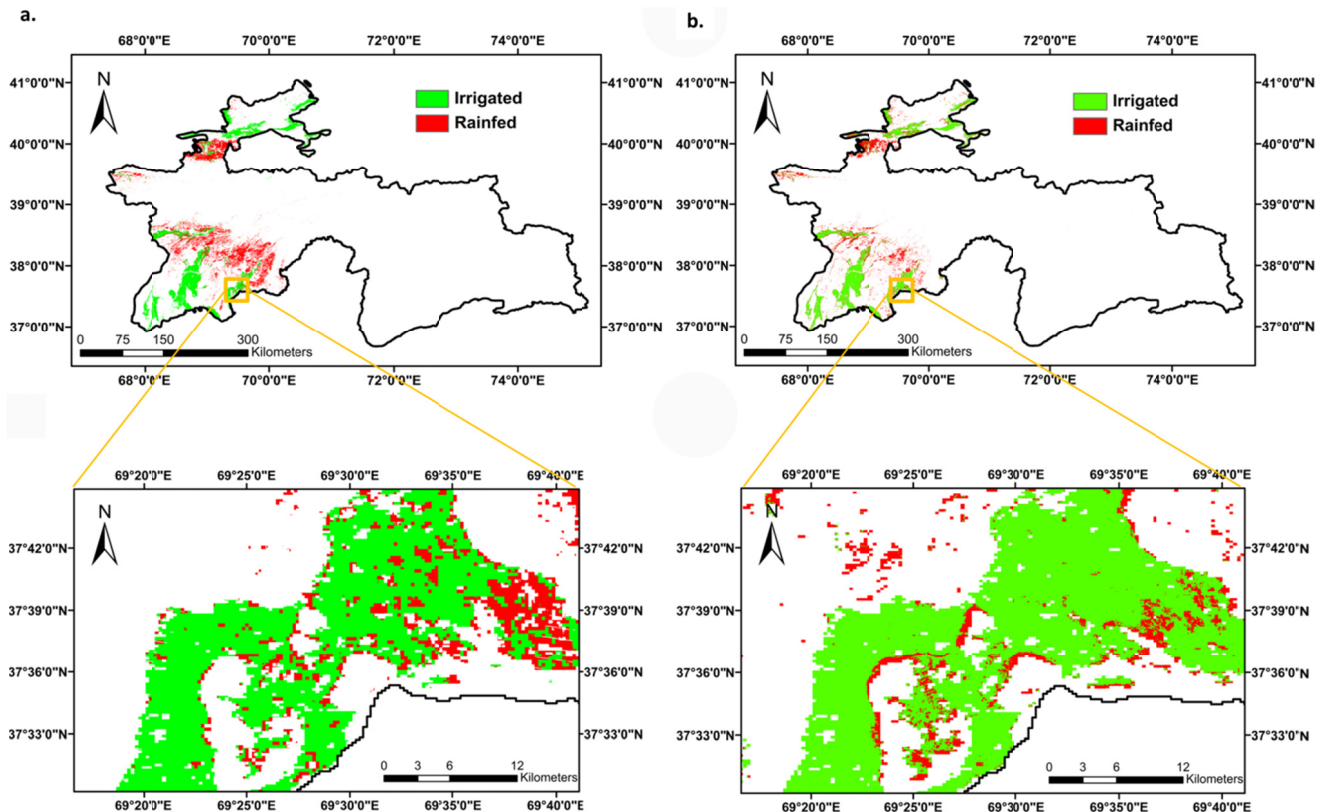 a.
68°0'0"E 70°0'0"E 72°0'0"E 74°0'0"E
N
Irrigated
Rainfed
41°0'0"N 41°0'0"N
40°0'0"N 40°0'0"N
39°0'0"N 39°0'0"N
38°0'0"N 38°0'0"N
37°0'0"N 37°0'0"N
0 75 150 300
Kilometers
68°0'0"E 70°0'0"E 72°0'0"E 74°0'0"E
b.
68°0'0"E 70°0'0"E 72°0'0"E 74°0'0"E
N
Irrigated
Rainfed
41°0'0"N 41°0'0"N
40°0'0"N 40°0'0"N
39°0'0"N 39°0'0"N
38°0'0"N 38°0'0"N
37°0'0"N 37°0'0"N
0 75 150 300
Kilometers
68°0'0"E 70°0'0"E 72°0'0"E 74°0'0"E
69°20'0"E 69°25'0"E 69°30'0"E 69°35'0"E 69°40'0"E
N
37°42'0"N 37°42'0"N
37°39'0"N 37°39'0"N
37°36'0"N 37°36'0"N
37°33'0"N 37°33'0"N
0 3 6 12
Kilometers
69°20'0"E 69°25'0"E 69°30'0"E 69°35'0"E 69°40'0"E
69°20'0"E 69°25'0"E 69°30'0"E 69°35'0"E 69°40'0"E
N
37°42'0"N 37°42'0"N
37°39'0"N 37°39'0"N
37°36'0"N 37°36'0"N
37°33'0"N 37°33'0"N
0 3 6 12
Kilometers
69°20'0"E 69°25'0"E 69°30'0"E 69°35'0"E 69°40'0"E